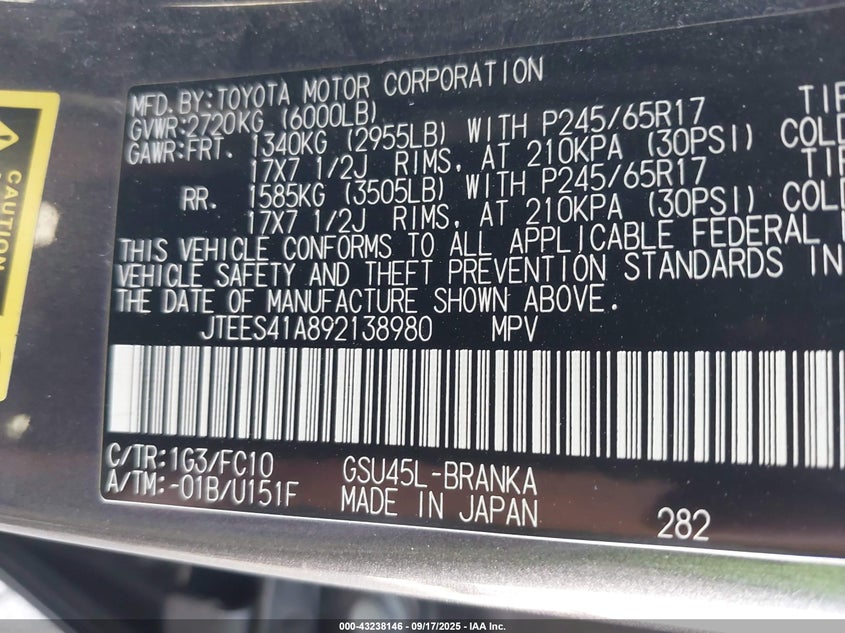 CAUTION
MFD. BY: TOYOTA MOTOR CORPORATION
GVWR: 2720KG (6000LB)
GAWR: FRT. 1340KG (2955LB) WITH P245/65R17 TIR
17X7 1/2J RIMS, AT 210KPA (30PSI) COLD
RR. 1585KG (3505LB) WITH P245/65R17 TIR
17X7 1/2J RIMS, AT 210KPA (30PSI) COLD
THIS VEHICLE CONFORMS TO ALL APPLICABLE FEDERAL
VEHICLE SAFETY AND THEFT PREVENTION STANDARDS IN
THE DATE OF MANUFACTURE SHOWN ABOVE.
JTEES41A892138980 MPV
C/TR: 1G3/FC10 GSU45L-BRANKA
A/TM: -01B/U151F MADE IN JAPAN 282
000-43238146 - 09/17/2025 - IAA Inc.